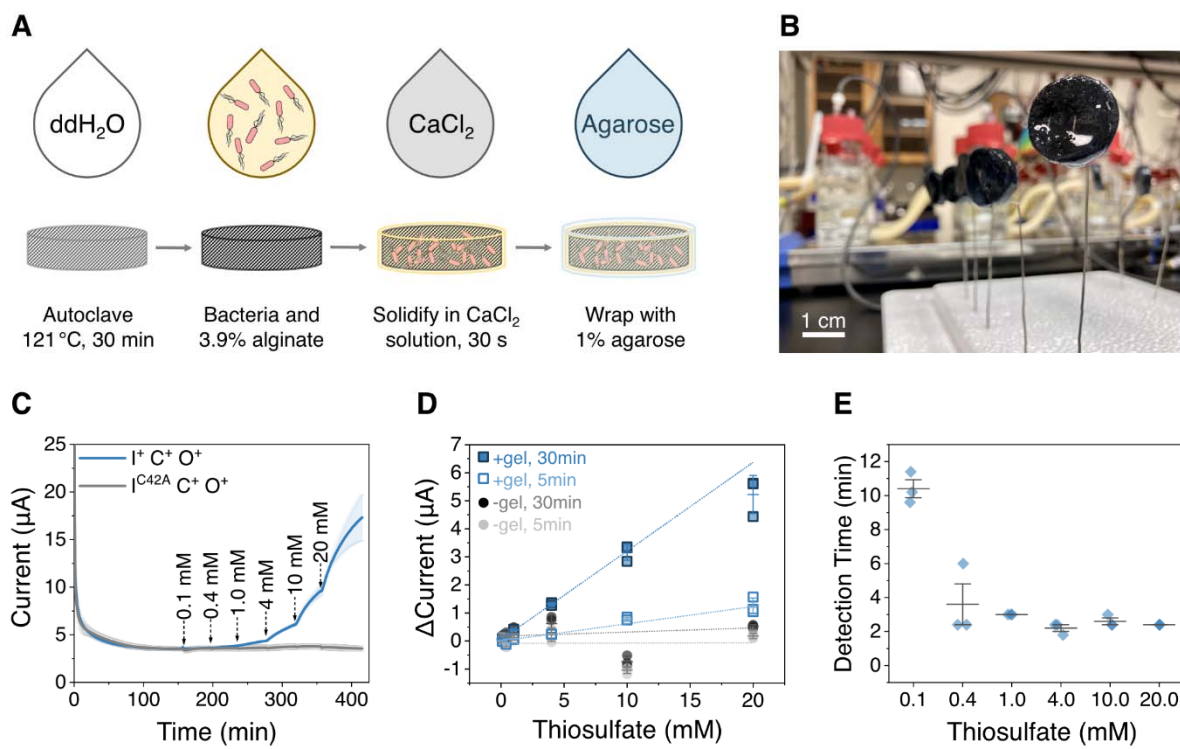 A
ddH₂O
CaCl₂
Agarose
Autoclave
121 °C, 30 min
Bacteria and
3.9% alginate
Solidify in CaCl₂
solution, 30 s
Wrap with
1% agarose
B
1 cm
C
25
20
15
10
5
0
Current (µA)
I⁺ C⁺ O⁺
I^C42A C⁺ O⁺
0.1 mM
0.4 mM
1.0 mM
4 mM
10 mM
20 mM
0 100 200 300 400
Time (min)
D
7
6
5
4
3
2
1
0
-1
ΔCurrent (µA)
+gel, 30min
+gel, 5min
-gel, 30min
-gel, 5min
0 5 10 15 20
Thiosulfate (mM)
E
12
10
8
6
4
2
0
Detection Time (min)
0.1 0.4 1.0 4.0 10.0 20.0
Thiosulfate (mM)